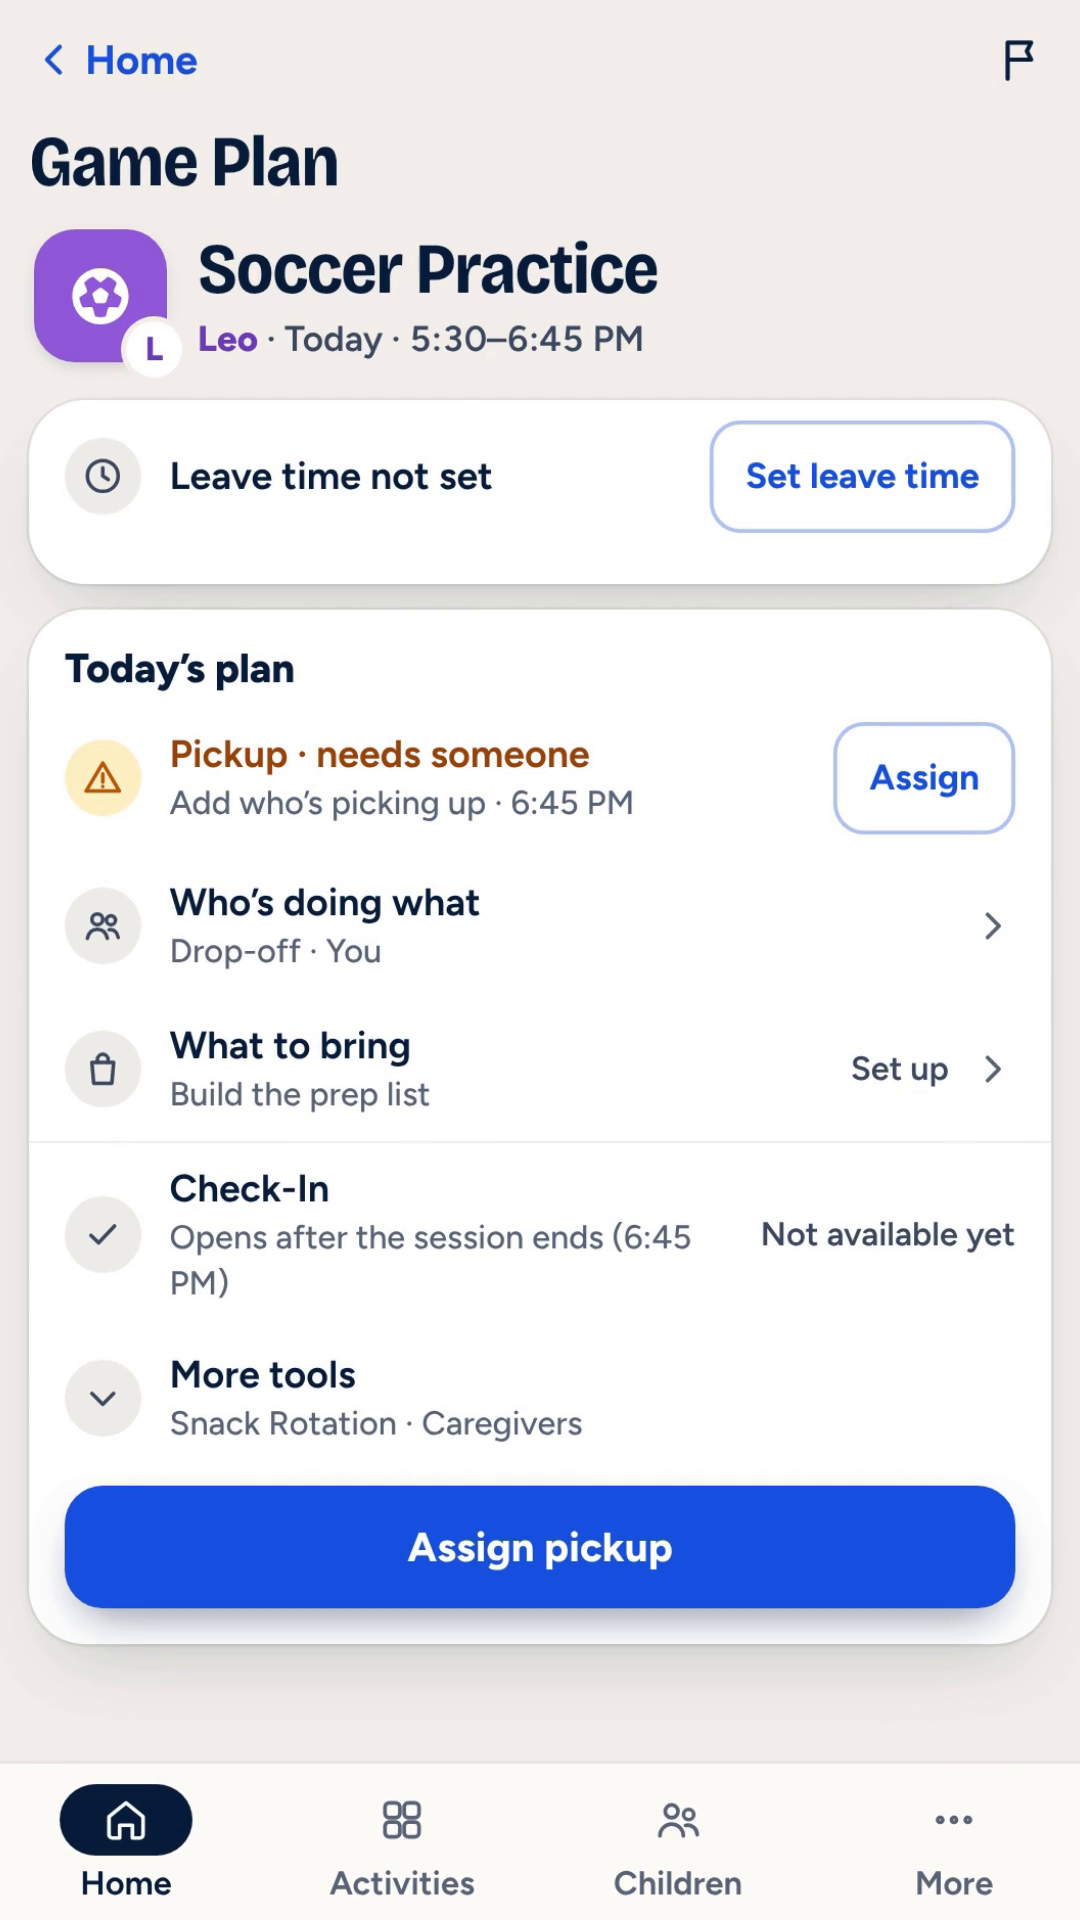 Home
Game Plan
Soccer Practice
L
Leo · Today · 5:30–6:45 PM
Leave time not set
Set leave time
Today’s plan
Pickup · needs someone
Add who’s picking up · 6:45 PM
Assign
Who’s doing what
Drop-off · You
What to bring
Build the prep list
Set up
Check-In
Opens after the session ends (6:45
PM)
Not available yet
More tools
Snack Rotation · Caregivers
Assign pickup
Home
Activities
Children
More